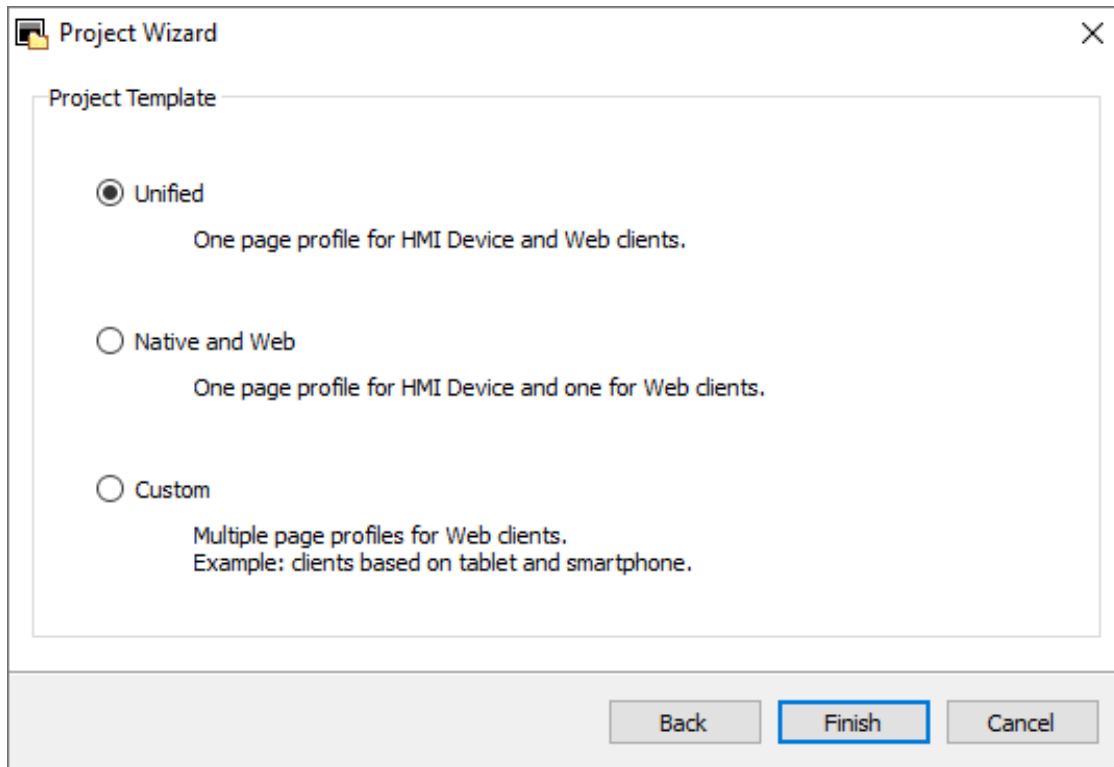 Project Wizard
Project Template
Unified
One page profile for HMI Device and Web clients.
Native and Web
One page profile for HMI Device and one for Web clients.
Custom
Multiple page profiles for Web clients.
Example: clients based on tablet and smartphone.
Back Finish Cancel